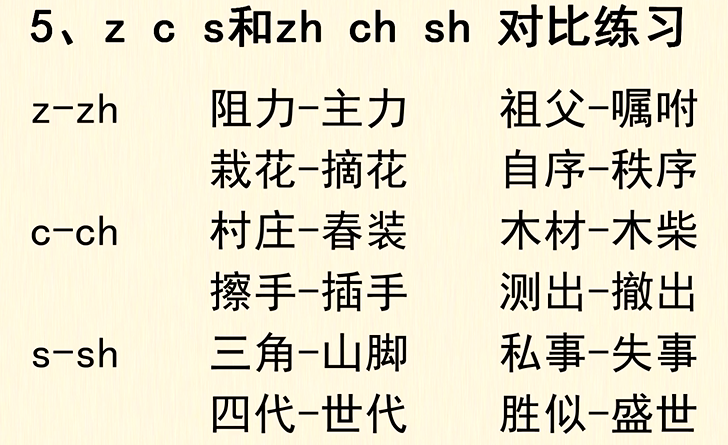 5、z c s和zh ch sh 对比练习
z-zh 阻力-主力 祖父-嘱咐
栽花-摘花 自序-秩序
c-ch 村庄-春装 木材-木柴
擦手-插手 测出-撤出
s-sh 三角-山脚 私事-失事
四代-世代 胜似-盛世